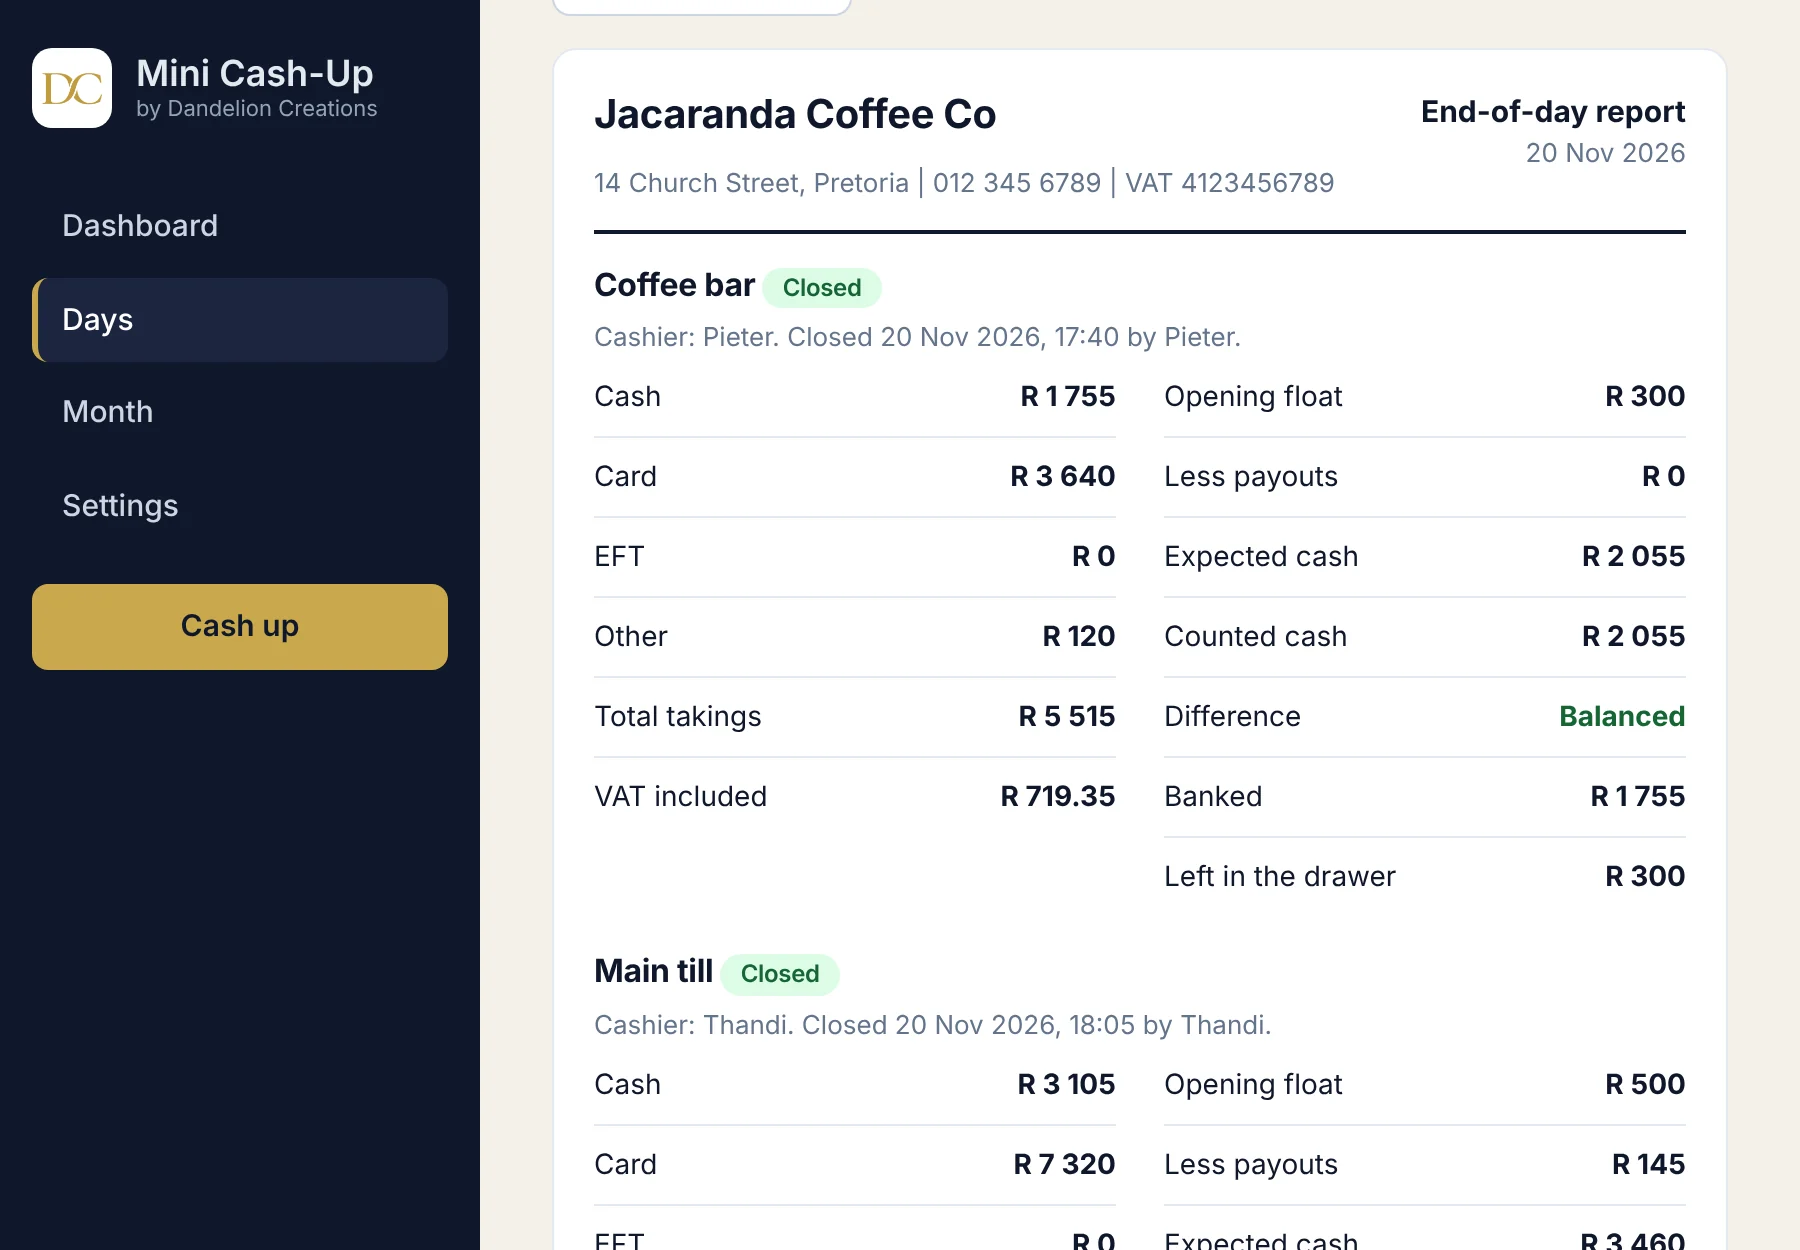 DC
Mini Cash-Up
by Dandelion Creations
Dashboard
Days
Month
Settings
Cash up
Jacaranda Coffee Co
End-of-day report
20 Nov 2026
14 Church Street, Pretoria | 012 345 6789 | VAT 4123456789
Coffee bar Closed
Cashier: Pieter. Closed 20 Nov 2026, 17:40 by Pieter.
Cash R 1 755
Card R 3 640
EFT R 0
Other R 120
Total takings R 5 515
VAT included R 719.35
Opening float R 300
Less payouts R 0
Expected cash R 2 055
Counted cash R 2 055
Difference Balanced
Banked R 1 755
Left in the drawer R 300
Main till Closed
Cashier: Thandi. Closed 20 Nov 2026, 18:05 by Thandi.
Cash R 3 105
Card R 7 320
EFT R 0
Opening float R 500
Less payouts R 145
Expected cash R 3 460